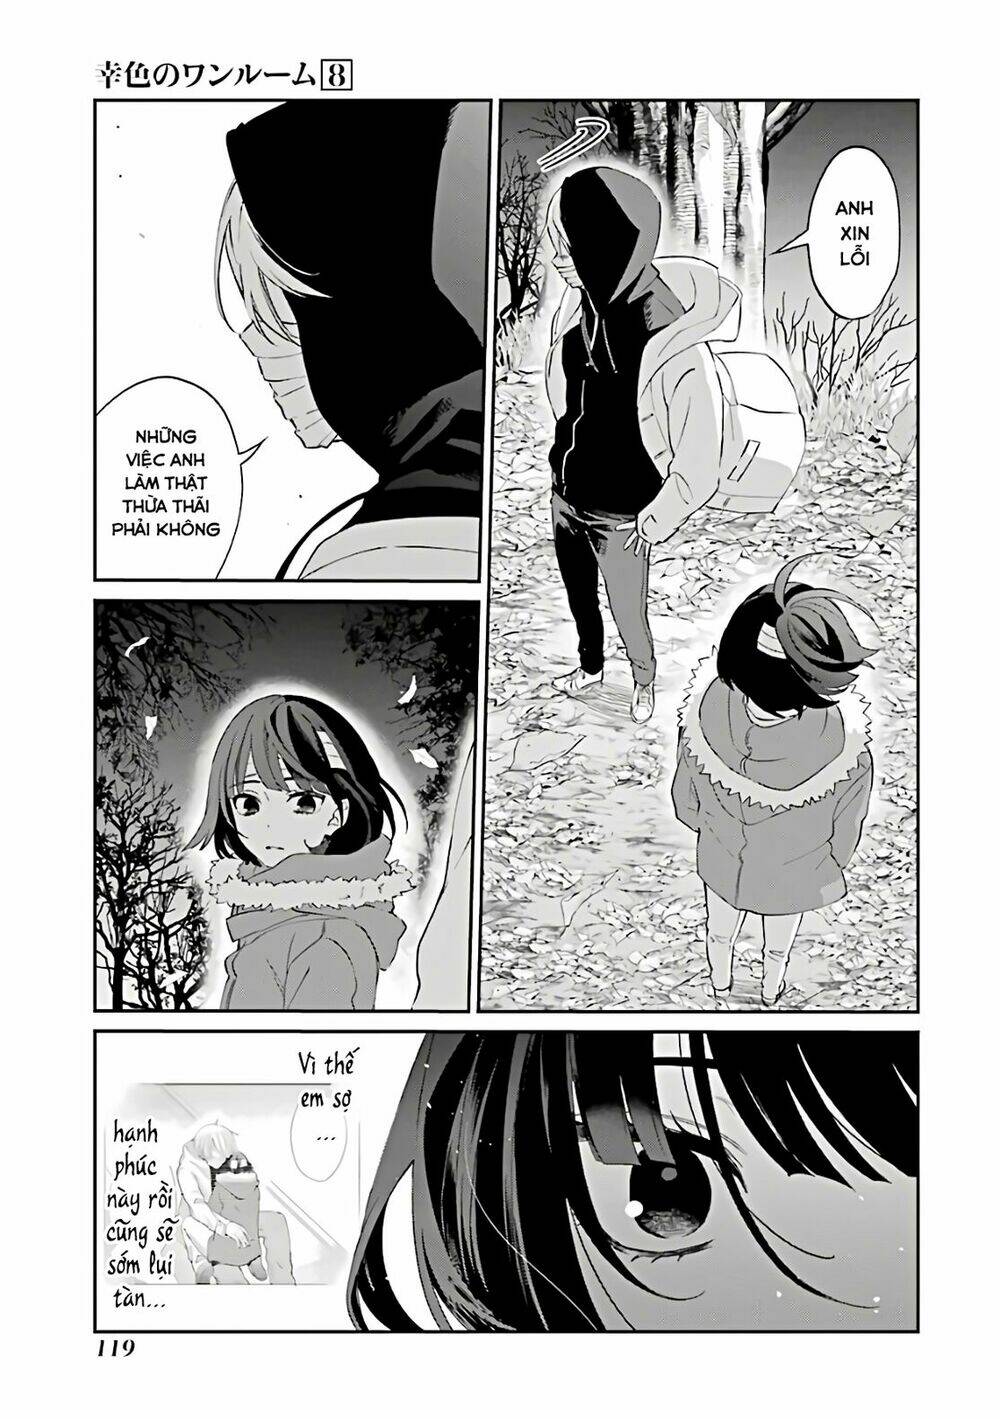 幸色のワンルーム 8
ANH
XIN
LỖI
NHỮNG
VIỆC ANH
LÀM THẬT
THỪA THÃI
PHẢI KHÔNG
Vì thế
em sợ
...
hạnh
phúc
này rồi
cũng sẽ
sớm lụi
tàn...
119